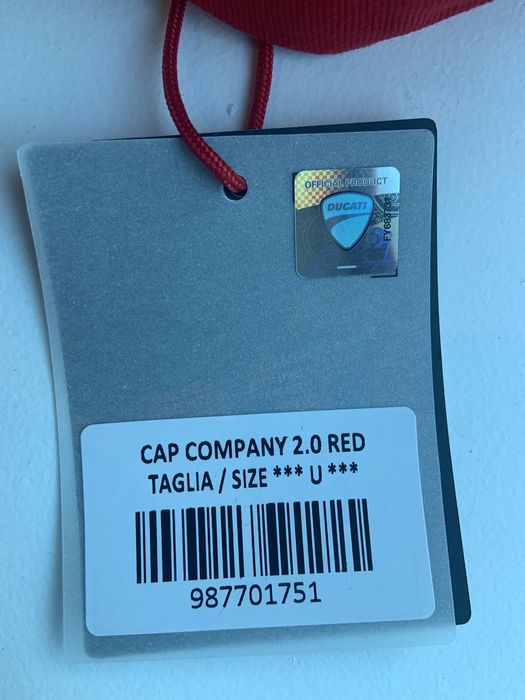 OFFICIAL PRODUCT
DUCATI
CAP COMPANY 2.0 RED
TAGLIA / SIZE *** U ***
987701751